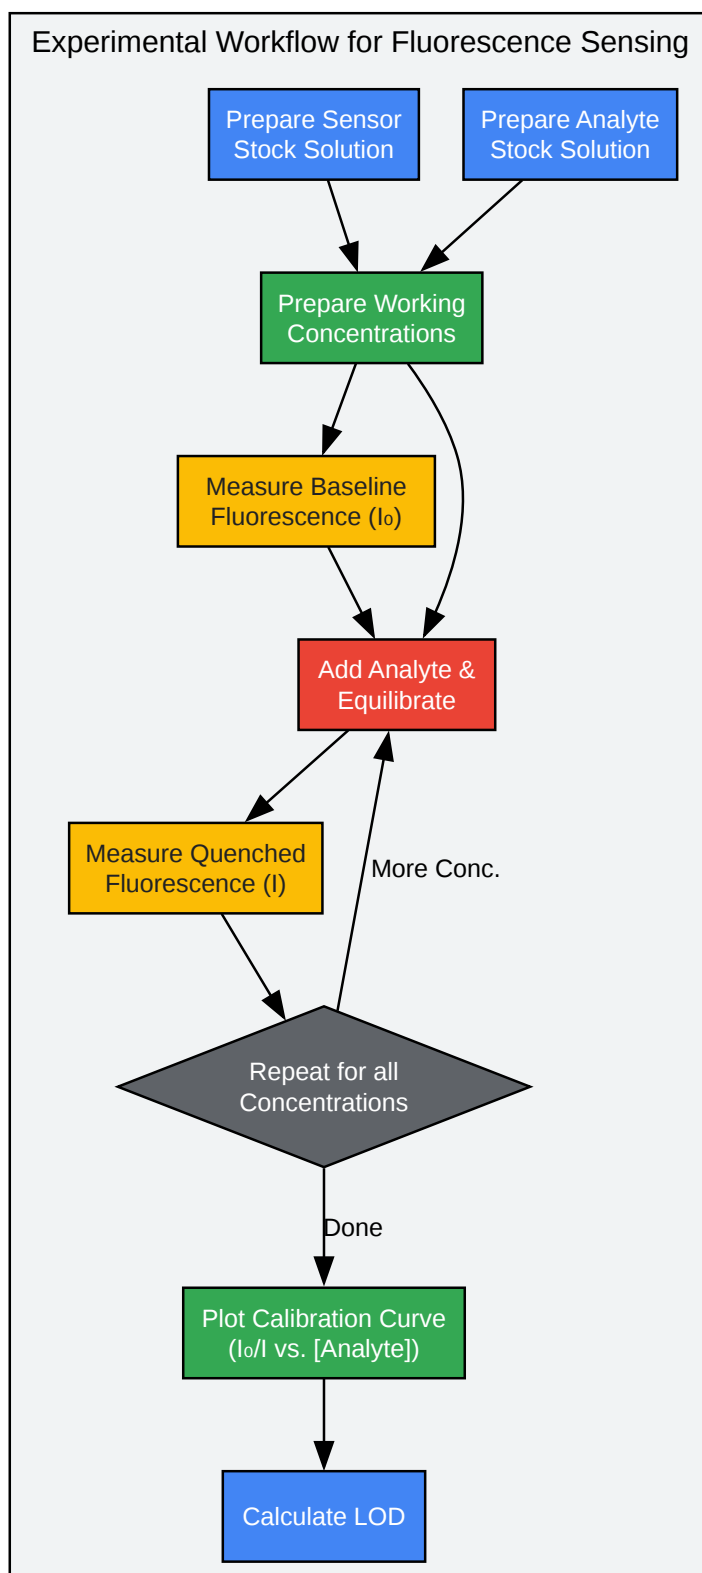 Experimental Workflow for Fluorescence Sensing
Prepare Sensor
Stock Solution
Prepare Analyte
Stock Solution
Prepare Working
Concentrations
Measure Baseline
Fluorescence (I₀)
Add Analyte &
Equilibrate
Measure Quenched
Fluorescence (I)
More Conc.
Repeat for all
Concentrations
Done
Plot Calibration Curve
(I₀/I vs. [Analyte])
Calculate LOD